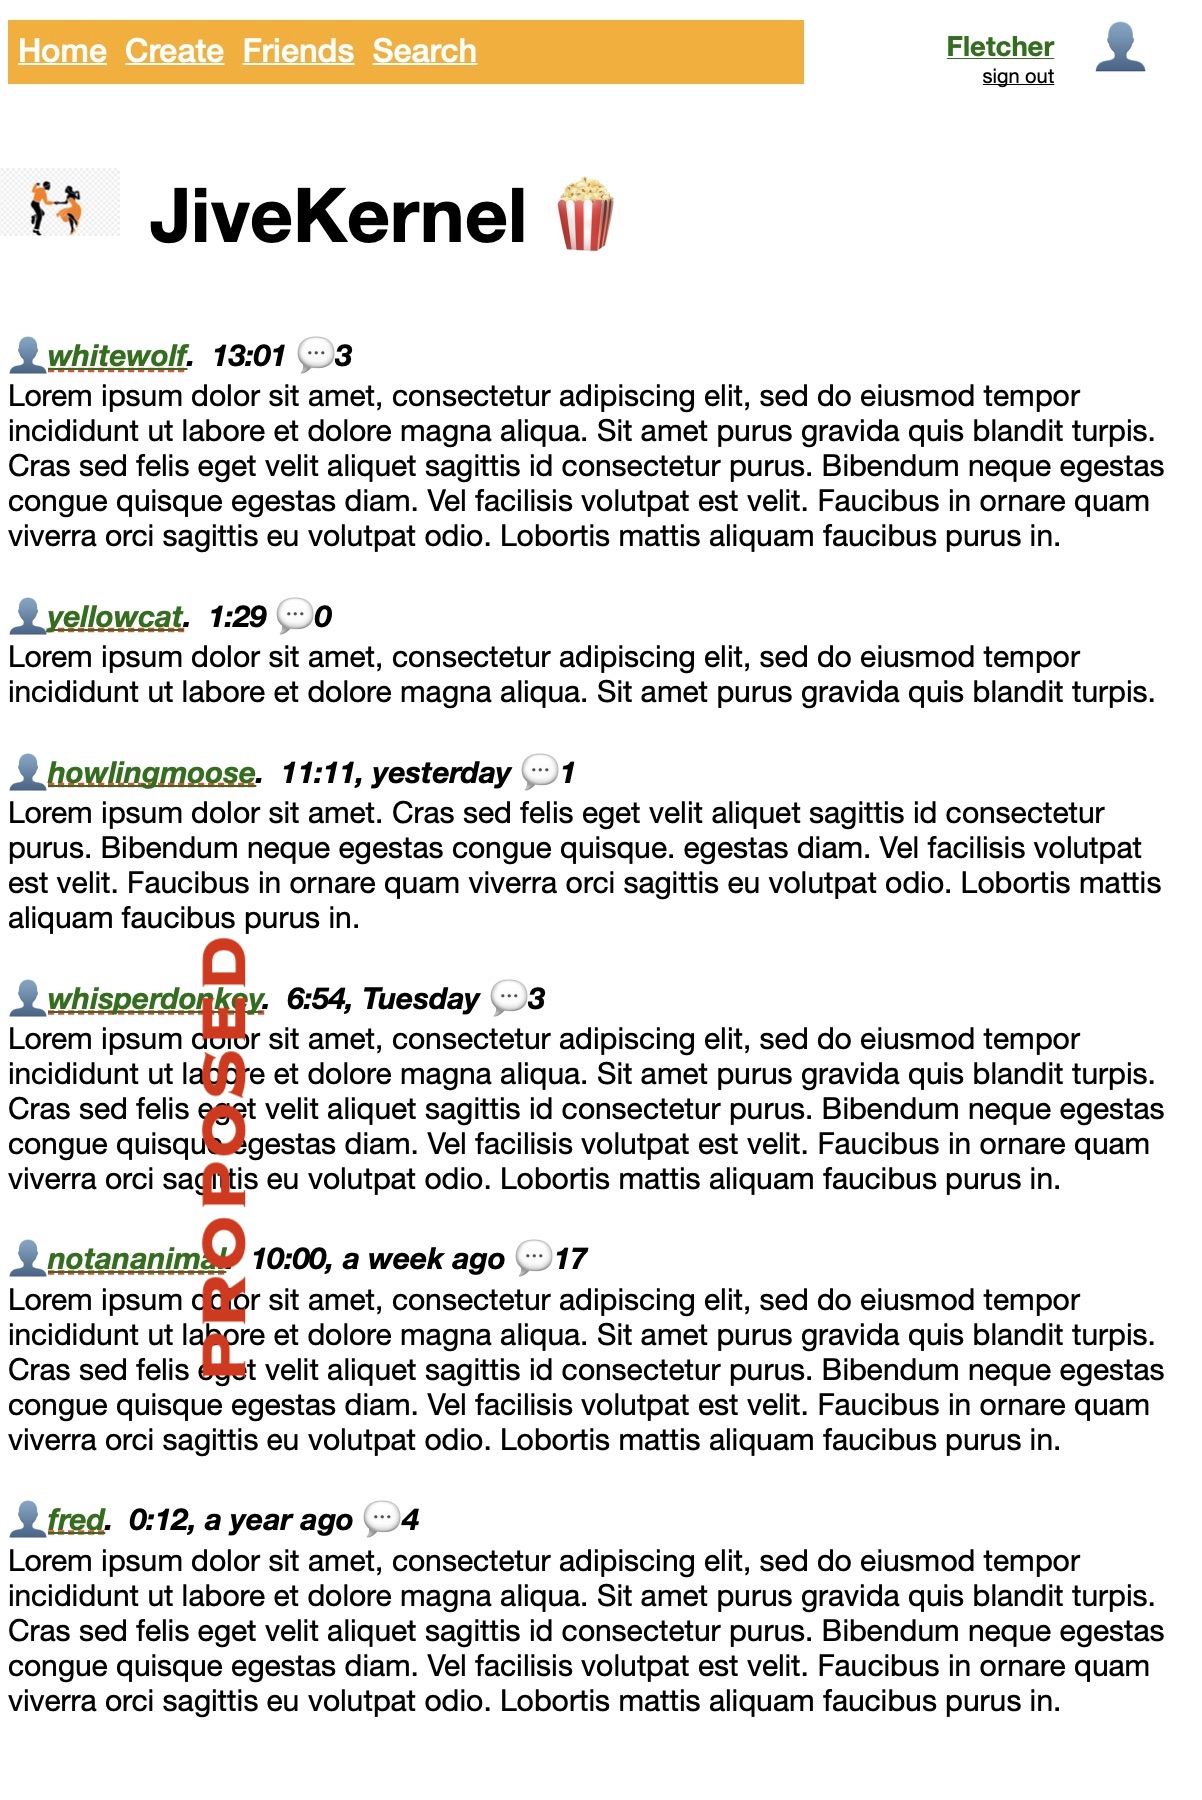 Home Create Friends Search
Fletcher
sign out
JiveKernel
whitewolf. 13:01 3
Lorem ipsum dolor sit amet, consectetur adipiscing elit, sed do eiusmod tempor
incididunt ut labore et dolore magna aliqua. Sit amet purus gravida quis blandit turpis.
Cras sed felis eget velit aliquet sagittis id consectetur purus. Bibendum neque egestas
congue quisque egestas diam. Vel facilisis volutpat est velit. Faucibus in ornare quam
viverra orci sagittis eu volutpat odio. Lobortis mattis aliquam faucibus purus in.
yellowcat. 1:29 0
Lorem ipsum dolor sit amet, consectetur adipiscing elit, sed do eiusmod tempor
incididunt ut labore et dolore magna aliqua. Sit amet purus gravida quis blandit turpis.
howlingmoose. 11:11, yesterday 1
Lorem ipsum dolor sit amet. Cras sed felis eget velit aliquet sagittis id consectetur
purus. Bibendum neque egestas congue quisque. egestas diam. Vel facilisis volutpat
est velit. Faucibus in ornare quam viverra orci sagittis eu volutpat odio. Lobortis mattis
aliquam faucibus purus in.
PROPOSED
whisperdonkey. 6:54, Tuesday 3
Lorem ipsum dolor sit amet, consectetur adipiscing elit, sed do eiusmod tempor
incididunt ut labore et dolore magna aliqua. Sit amet purus gravida quis blandit turpis.
Cras sed felis eget velit aliquet sagittis id consectetur purus. Bibendum neque egestas
congue quisque egestas diam. Vel facilisis volutpat est velit. Faucibus in ornare quam
viverra orci sagittis eu volutpat odio. Lobortis mattis aliquam faucibus purus in.
notananimal. 10:00, a week ago 17
Lorem ipsum dolor sit amet, consectetur adipiscing elit, sed do eiusmod tempor
incididunt ut labore et dolore magna aliqua. Sit amet purus gravida quis blandit turpis.
Cras sed felis eget velit aliquet sagittis id consectetur purus. Bibendum neque egestas
congue quisque egestas diam. Vel facilisis volutpat est velit. Faucibus in ornare quam
viverra orci sagittis eu volutpat odio. Lobortis mattis aliquam faucibus purus in.
fred. 0:12, a year ago 4
Lorem ipsum dolor sit amet, consectetur adipiscing elit, sed do eiusmod tempor
incididunt ut labore et dolore magna aliqua. Sit amet purus gravida quis blandit turpis.
Cras sed felis eget velit aliquet sagittis id consectetur purus. Bibendum neque egestas
congue quisque egestas diam. Vel facilisis volutpat est velit. Faucibus in ornare quam
viverra orci sagittis eu volutpat odio. Lobortis mattis aliquam faucibus purus in.